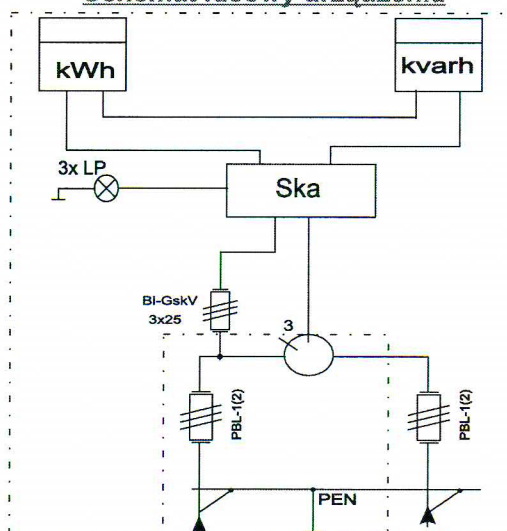 kWh
kvarh
3x LP
Ska
Bi-GskV
3x25
3
PBL-1(2)
PBL-1(2)
PEN